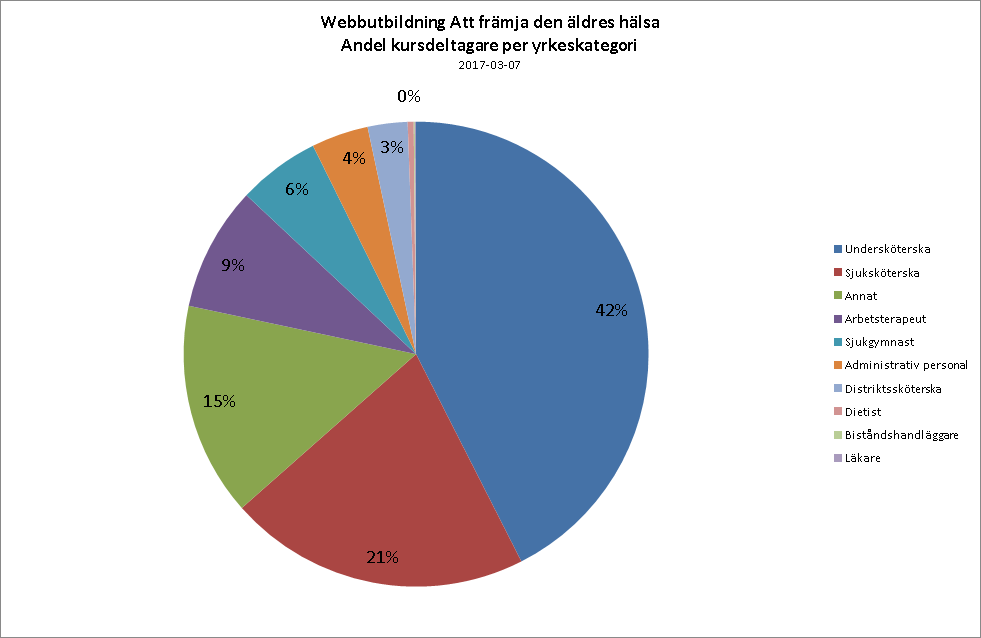 Webbutbildning Att främja den äldres hälsa
Andel kursdeltagare per yrkeskategori
2017-03-07
0%
3%
4%
6%
9%
42%
15%
21%
Undersköterska
Sjuksköterska
Annat
Arbetsterapeut
Sjukgymnast
Administrativ personal
Distriktssköterska
Dietist
Biståndshandläggare
Läkare